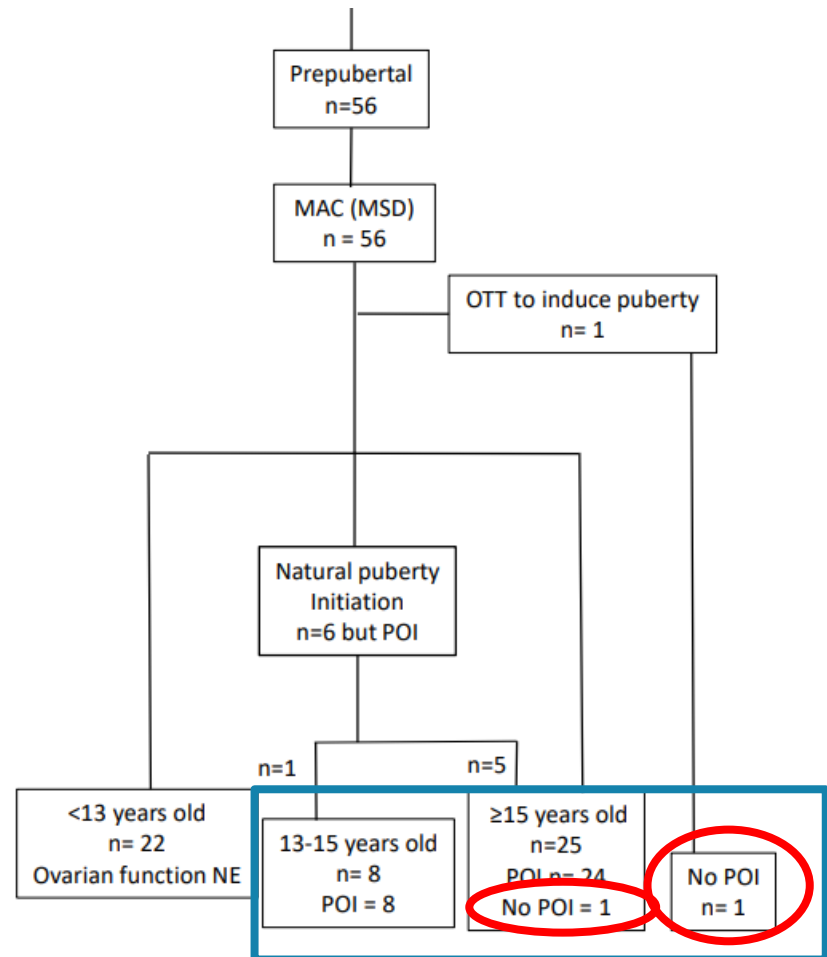 Prepubertal
n=56
MAC (MSD)
n = 56
OTT to induce puberty
n= 1
Natural puberty
Initiation
n=6 but POI
n=1
n=5
<13 years old
n= 22
Ovarian function NE
13-15 years old
n= 8
POI = 8
≥15 years old
n=25
POI n= 24
No POI = 1
No POI
n= 1